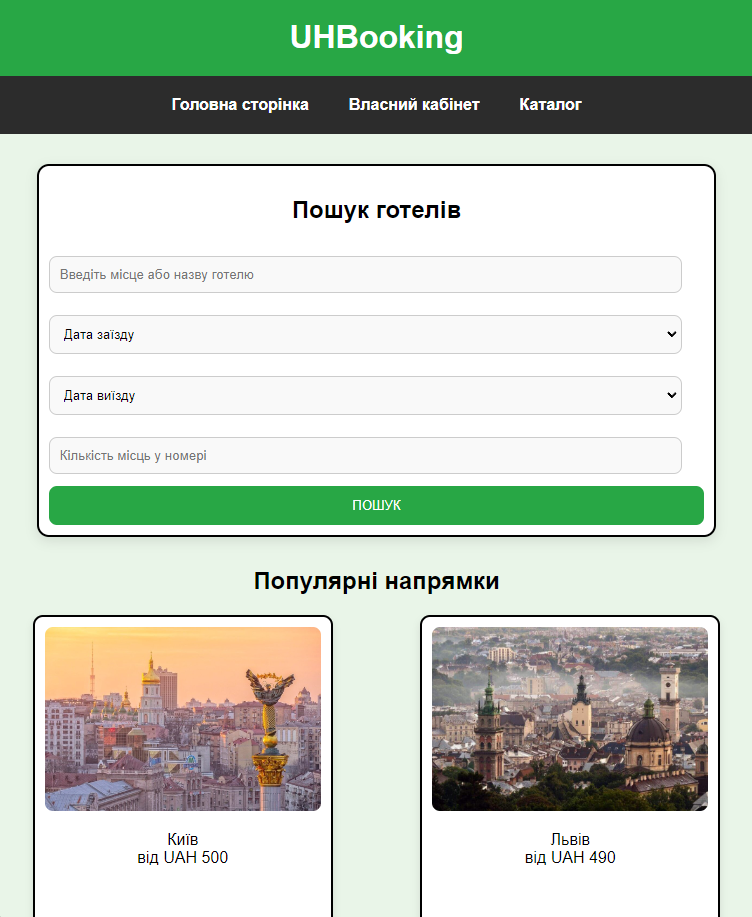 UHBooking
Головна сторінка Власний кабінет Каталог
Пошук готелів
Введіть місце або назву готелю
Дата заїзду
Дата виїзду
Кількість місць у номері
ПОШУК
Популярні напрямки
Київ
від UAH 500
Львів
від UAH 490